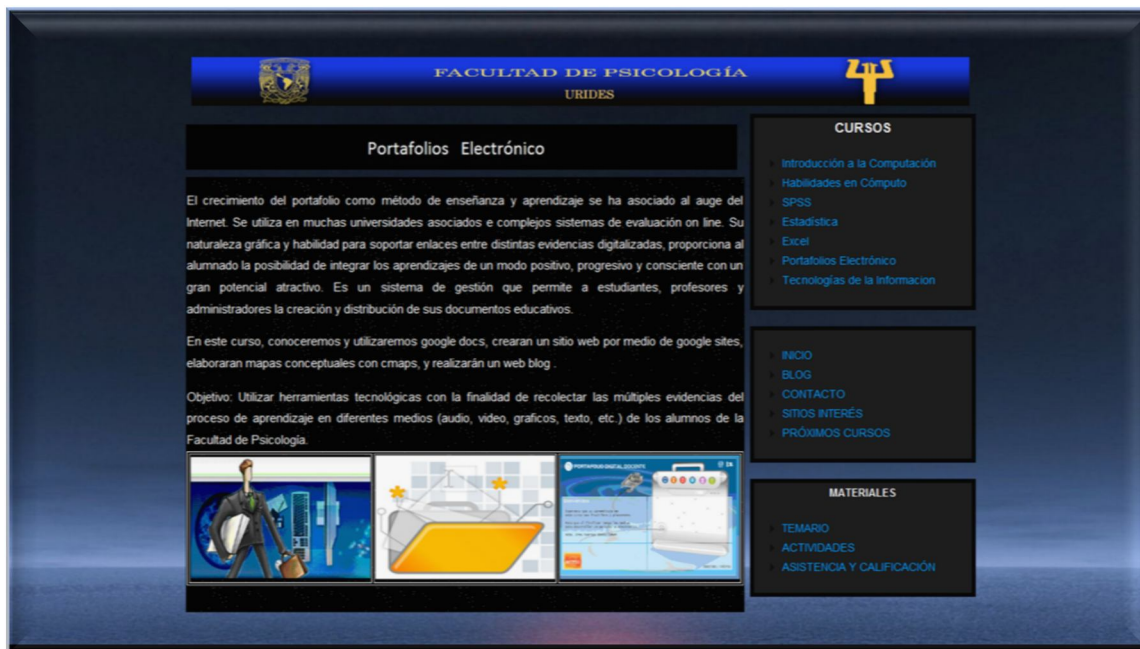 FACULTAD DE PSICOLOGÍA
URIDES
Portafolios Electrónico
El crecimiento del portafolio como método de enseñanza y aprendizaje se ha asociado al auge del
Internet. Se utiliza en muchas universidades asociados e complejos sistemas de evaluación on line. Su
naturaleza gráfica y habilidad para soportar enlaces entre distintas evidencias digitalizadas, proporciona al
alumnado la posibilidad de integrar los aprendizajes de un modo positivo, progresivo y consciente con un
gran potencial atractivo. Es un sistema de gestión que permite a estudiantes, profesores y
administradores la creación y distribución de sus documentos educativos.
En este curso, conoceremos y utilizaremos google docs, crearan un sitio web por medio de google sites,
elaboraran mapas conceptuales con cmaps, y realizarán un web blog .
Objetivo: Utilizar herramientas tecnológicas con la finalidad de recolectar las múltiples evidencias del
proceso de aprendizaje en diferentes medios (audio, video, graficos, texto, etc.) de los alumnos de la
Facultad de Psicología.
PORTAFOLIO DIGITAL DOCENTE
CURSOS
Introducción a la Computación
Habilidades en Cómputo
SPSS
Estadística
Excel
Portafolios Electrónico
Tecnologías de la Informacion
INICIO
BLOG
CONTACTO
SITIOS INTERÉS
PRÓXIMOS CURSOS
MATERIALES
TEMARIO
ACTIVIDADES
ASISTENCIA Y CALIFICACIÓN